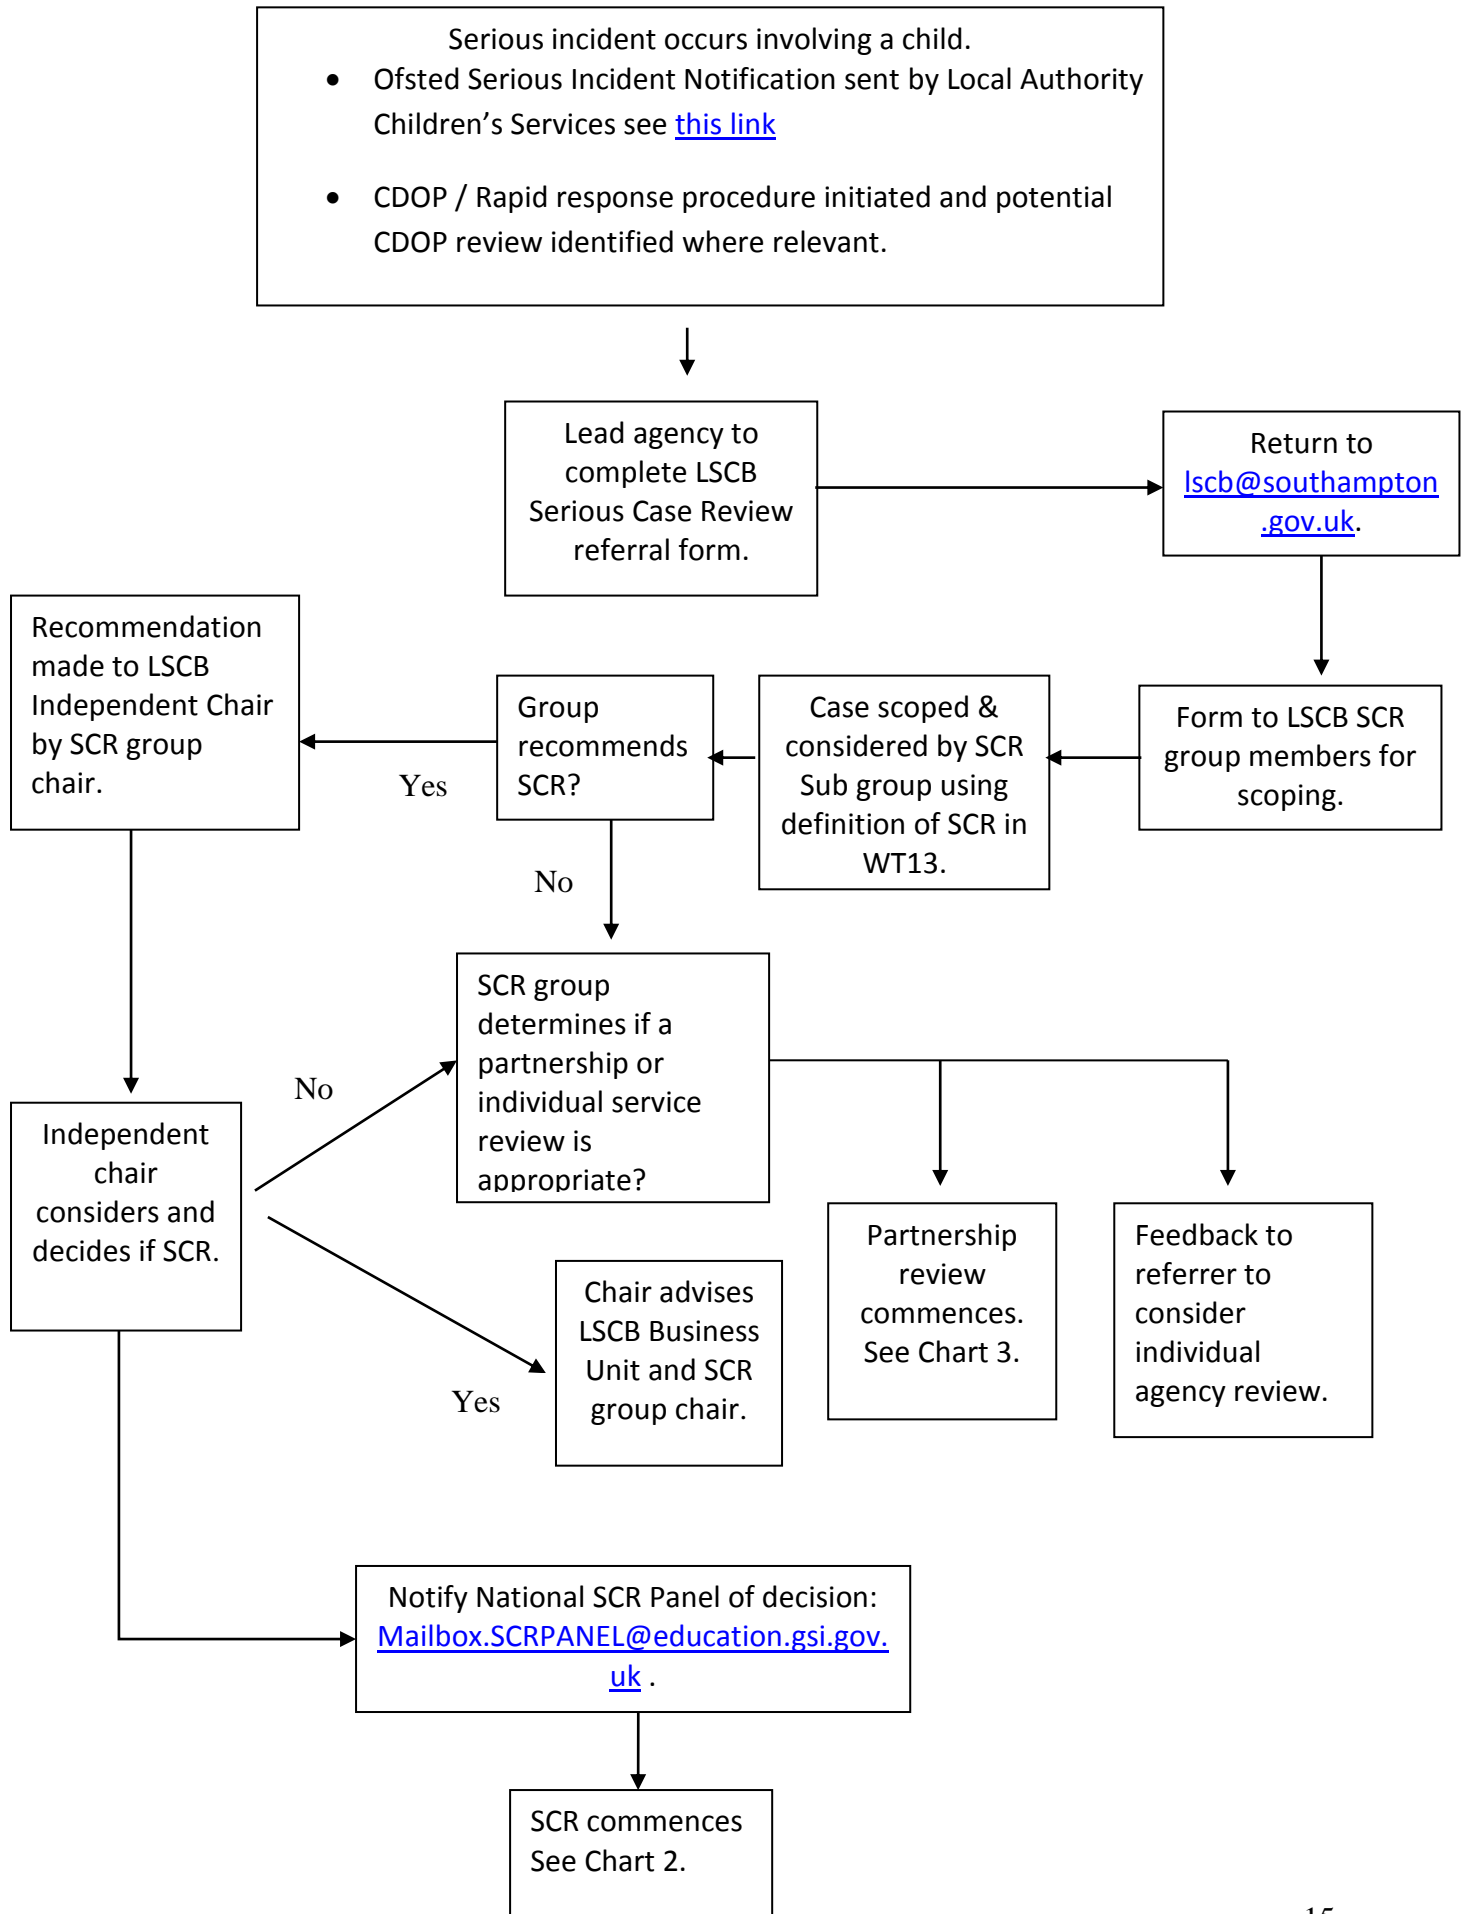 Serious incident occurs involving a child.
• Ofsted Serious Incident Notification sent by Local Authority
Children’s Services see this link
• CDOP / Rapid response procedure initiated and potential
CDOP review identified where relevant.
Lead agency to
complete LSCB
Serious Case Review
referral form.
Return to
lscb@southampton
.gov.uk.
Recommendation
made to LSCB
Independent Chair
by SCR group
chair.
Yes
Group
recommends
SCR?
Case scoped &
considered by SCR
Sub group using
definition of SCR in
WT13.
Form to LSCB SCR
group members for
scoping.
No
SCR group
determines if a
partnership or
individual service
review is
appropriate?
No
Independent
chair
considers and
decides if SCR.
Yes
Chair advises
LSCB Business
Unit and SCR
group chair.
Partnership
review
commences.
See Chart 3.
Feedback to
referrer to
consider
individual
agency review.
Notify National SCR Panel of decision:
Mailbox.SCRPANEL@education.gsi.gov.
uk .
SCR commences
See Chart 2.
15